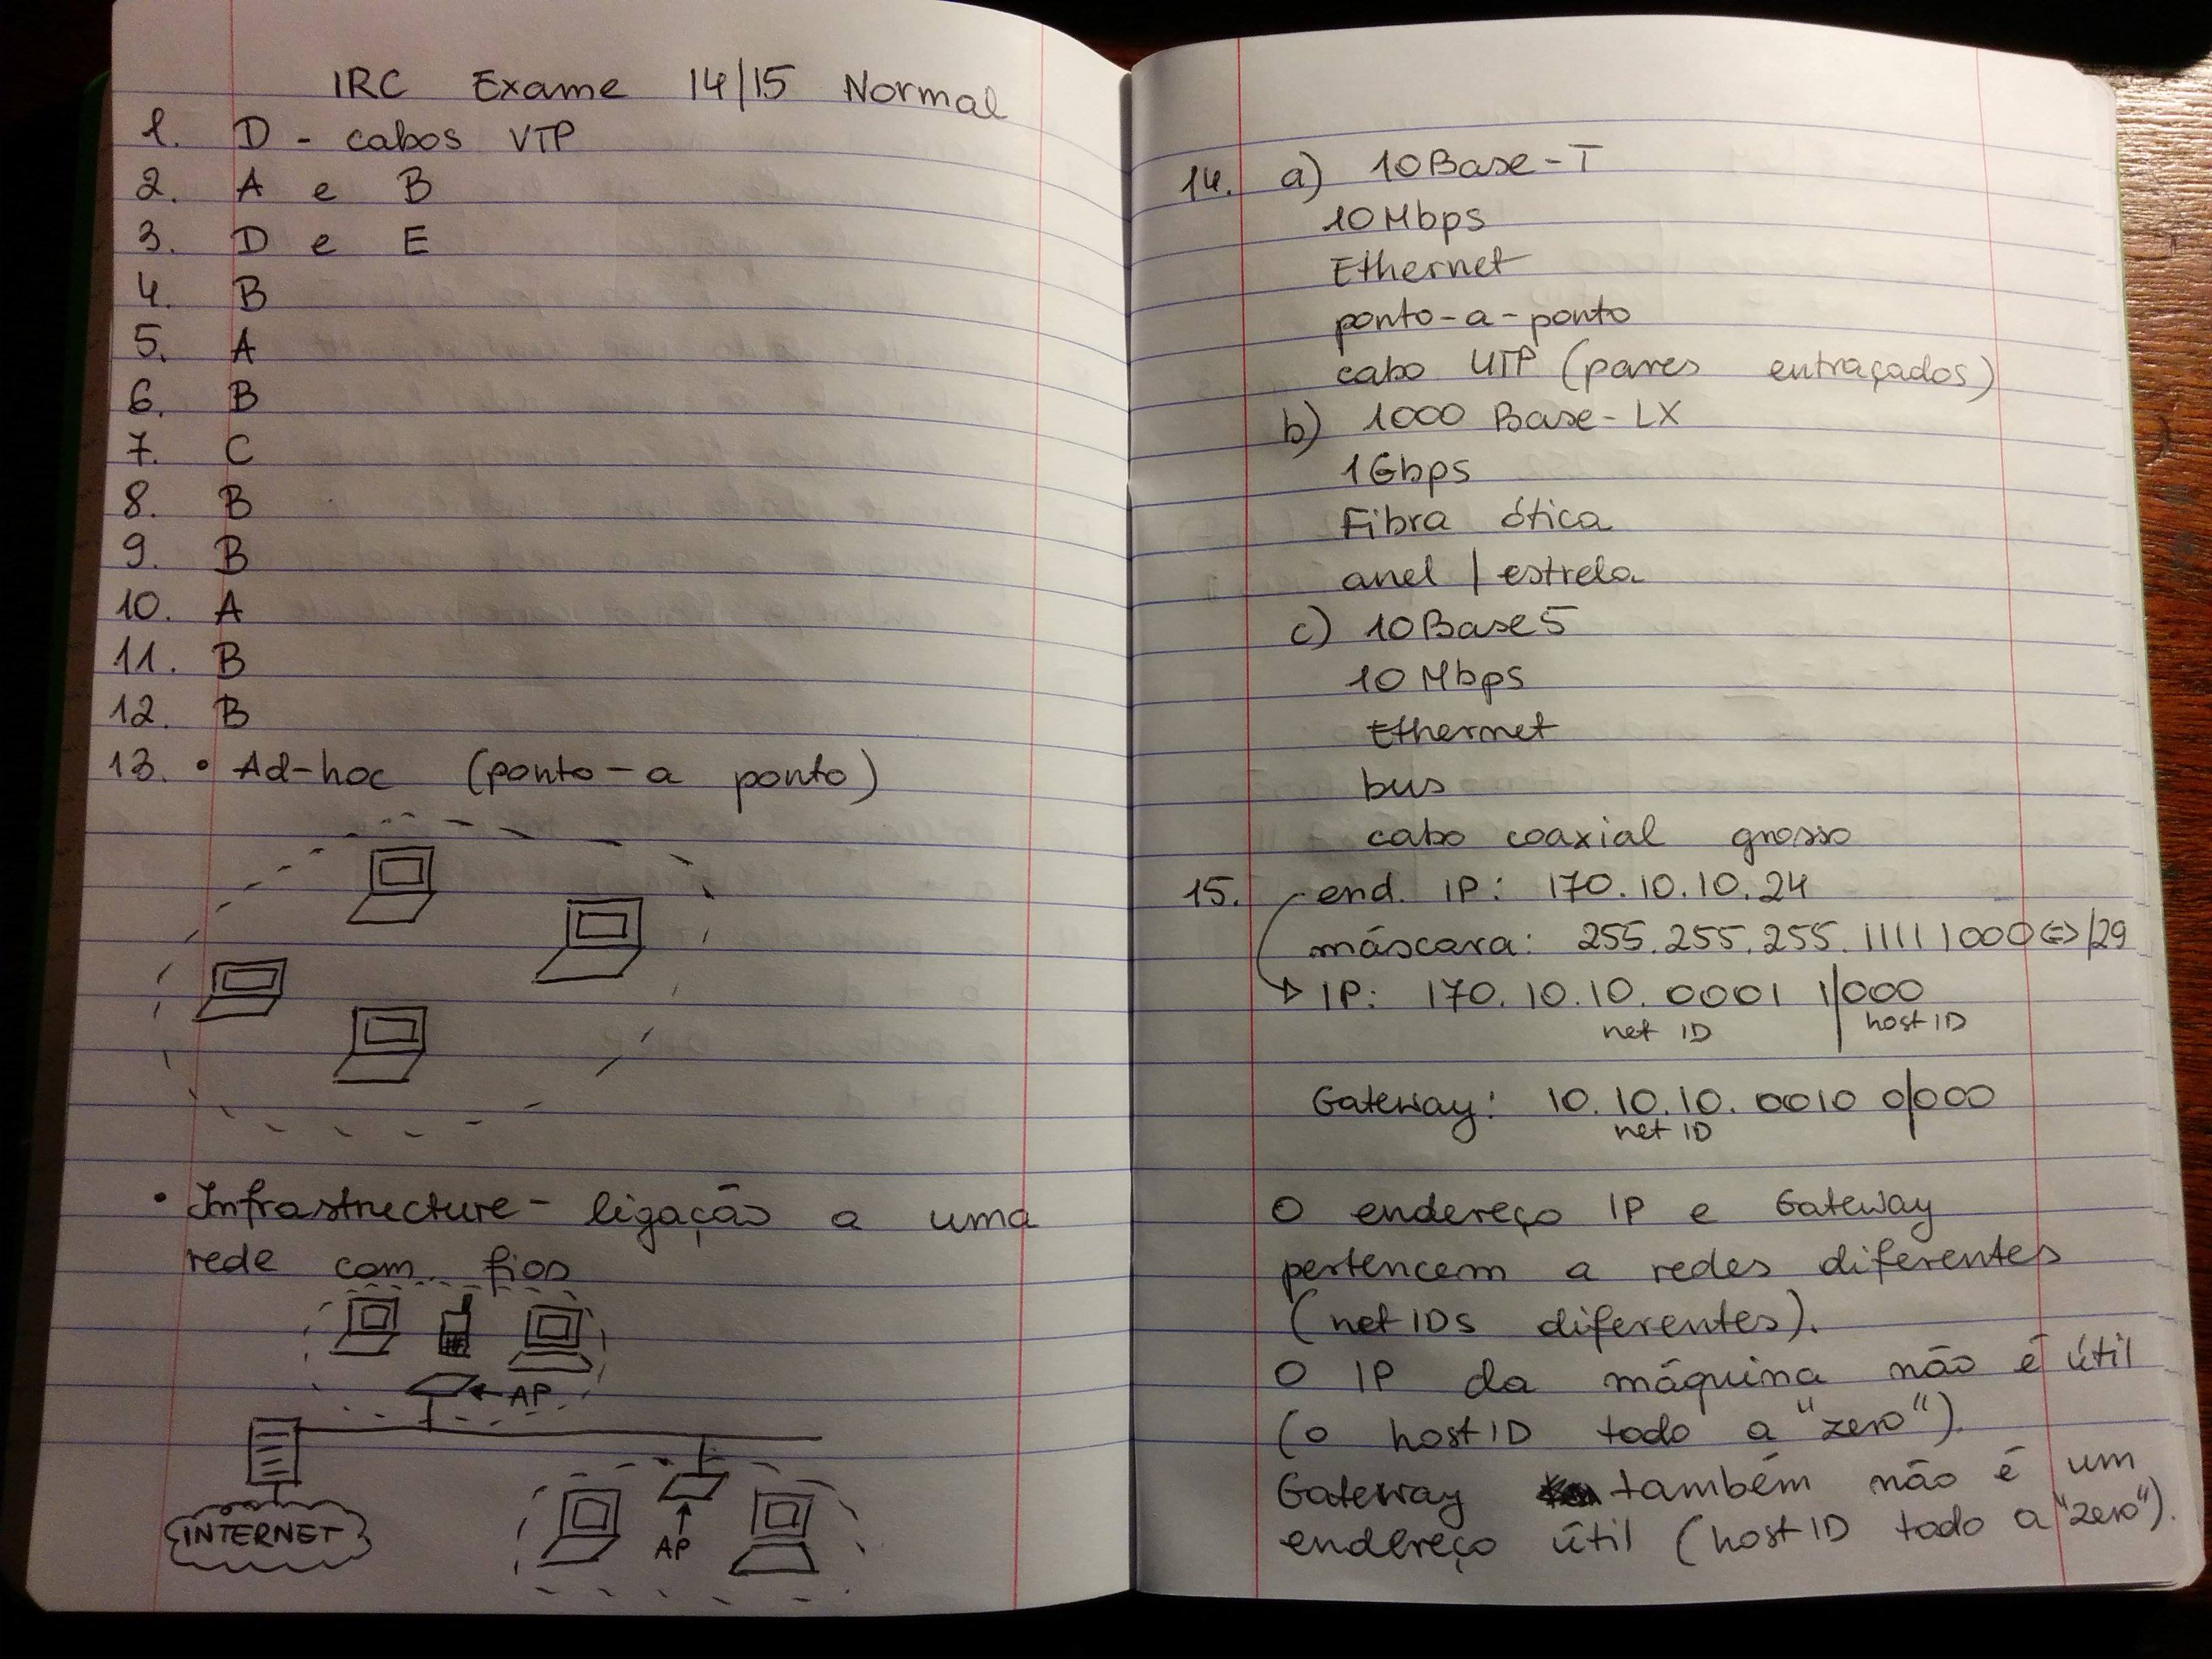 IRC Exame 14/15 Normal
1. D - cabos VTP
2. A e B
3. D e E
4. B
5. A
6. B
7. C
8. B
9. B
10. A
11. B
12. B
13. • Ad-hoc (ponto-a ponto)
• Infrastructure - ligação a uma
rede com fios
AP
INTERNET
AP
14. a) 10Base-T
10Mbps
Ethernet
ponto-a-ponto
cabo UTP (pares entraçados)
b) 1000 Base-LX
1Gbps
Fibra ótica
anel / estrela
c) 10Base5
10 Mbps
Ethernet
bus
cabo coaxial grosso
15. end. IP: 170.10.10.24
máscara: 255.255.255.11111000<=>/29
IP: 170.10.10.0001 1|000
net ID host ID
Gateway: 10.10.10.0010 0|000
net ID
O endereço IP e Gateway
pertencem a redes diferentes
(net IDs diferentes).
O IP da máquina não é útil
(o host ID todo a "zero").
Gateway também não é um
endereço útil (host ID todo a "zero").